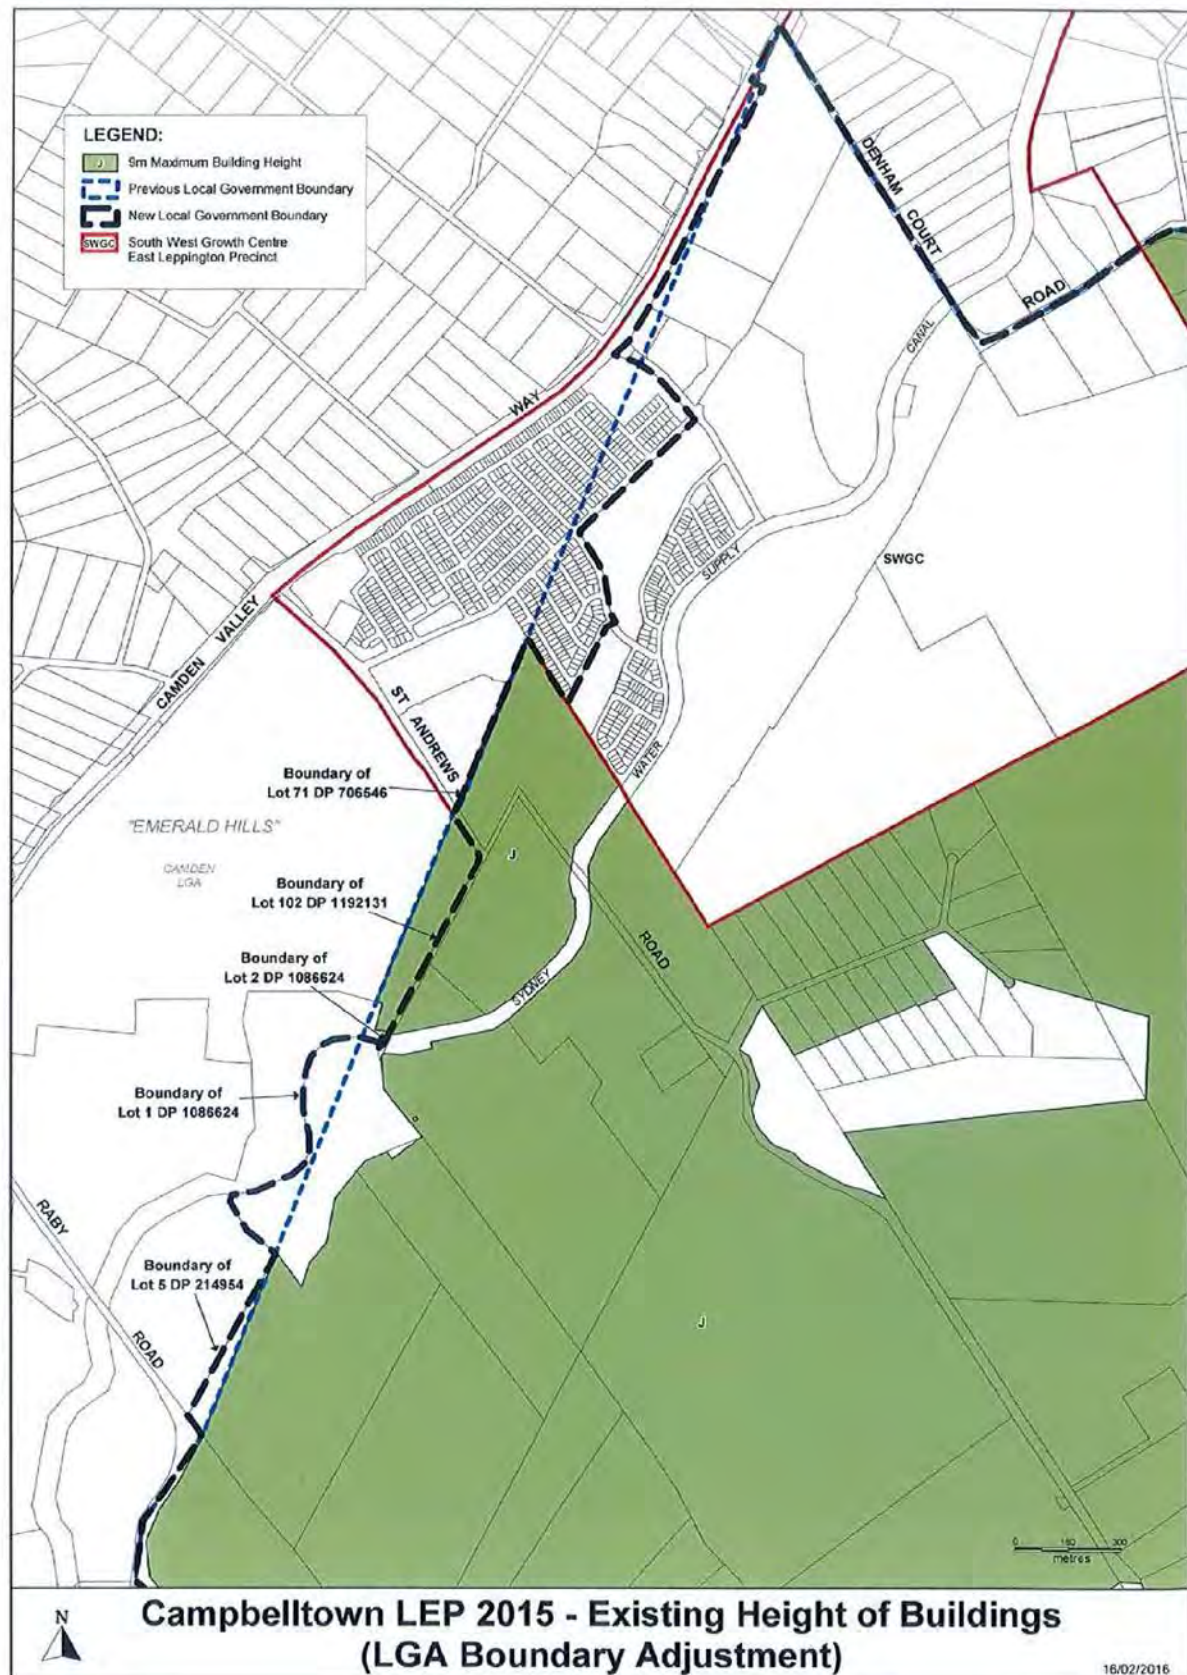 LEGEND:
J 9m Maximum Building Height
Previous Local Government Boundary
New Local Government Boundary
SWGC South West Growth Centre
East Leppington Precinct
DENHAM
COURT
ROAD
CANAL
WAY
SUPPLY
SWGC
CAMDEN VALLEY
ST ANDREWS
WATER
Boundary of
Lot 71 DP 706546
"EMERALD HILLS"
CAMDEN
LGA
J
Boundary of
Lot 102 DP 1192131
ROAD
Boundary of
Lot 2 DP 1086624
SYDNEY
Boundary of
Lot 1 DP 1086624
RABY
Boundary of
Lot 5 DP 214954
J
ROAD
0 150 300
metres
N
Campbelltown LEP 2015 - Existing Height of Buildings
(LGA Boundary Adjustment)
16/02/2016